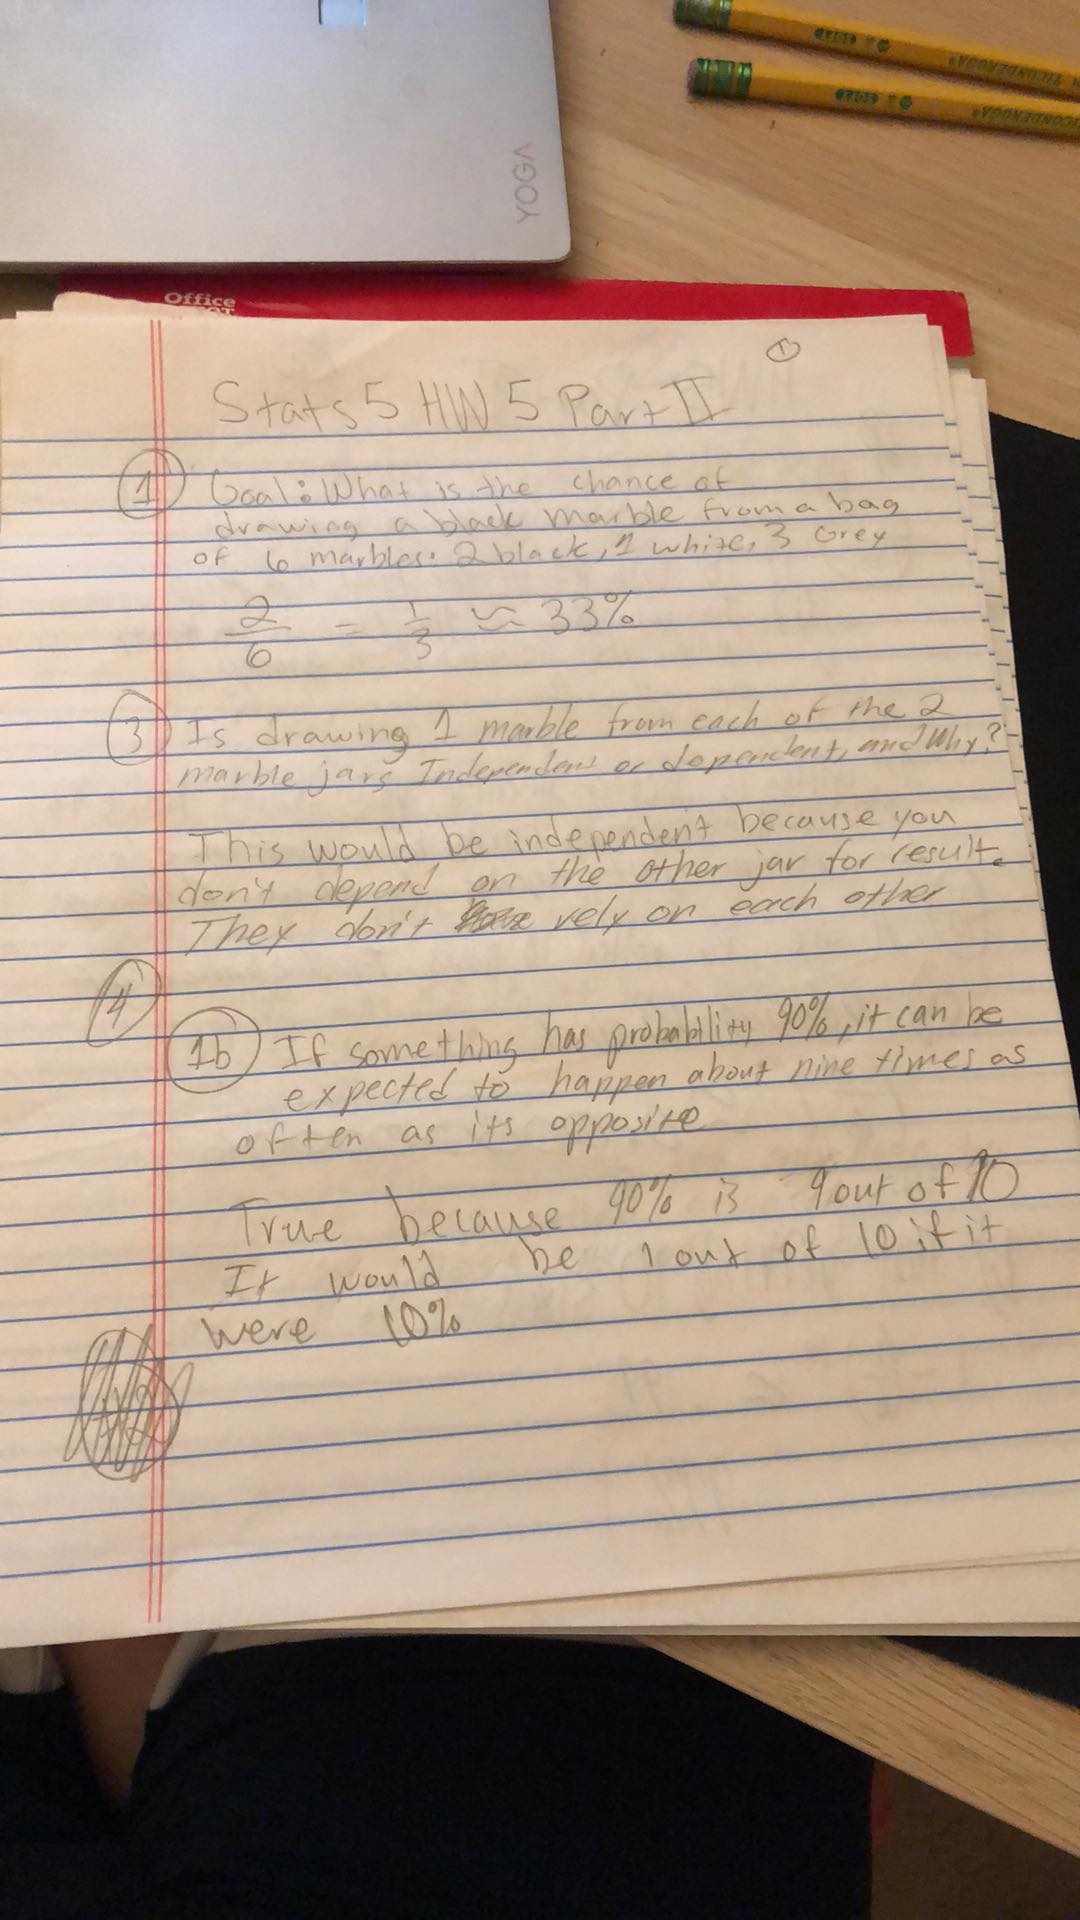 TICONDEROGA
YOGA
Office
①
Stats 5 HW 5 Part II
① Goal: What is the chance of
drawing a black marble from a bag
of 6 marbles: 2 black, 1 white, 3 Grey
2/6 = 1/3 ≈ 33%
③ Is drawing 1 marble from each of the 2
marble jars Independent or dependent, and Why?
This would be independent because you
don't depend on the other jar for result.
They don't rely on each other
④
1b If something has probability 90%, it can be
expected to happen about nine times as
often as its opposite
True because 90% is 9 out of 10
It would be 1 out of 10 if it
were 10%